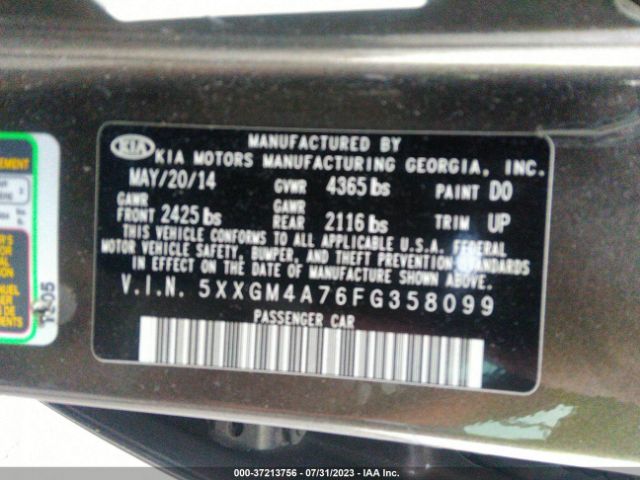 KIA
MANUFACTURED BY
KIA MOTORS MANUFACTURING GEORGIA, INC.
MAY/20/14 GVWR 4365 lbs PAINT D0
GAWR FRONT 2425 lbs GAWR REAR 2116 lbs TRIM UP
THIS VEHICLE CONFORMS TO ALL APPLICABLE U.S.A. FEDERAL
MOTOR VEHICLE SAFETY, BUMPER, AND THEFT PREVENTION STANDARDS
IN EFFECT ON THE DATE OF MANUFACTURE SHOWN ABOVE.
V.I.N. 5XXGM4A76FG358099
PASSENGER CAR
000-37213756 - 07/31/2023 - IAA Inc.